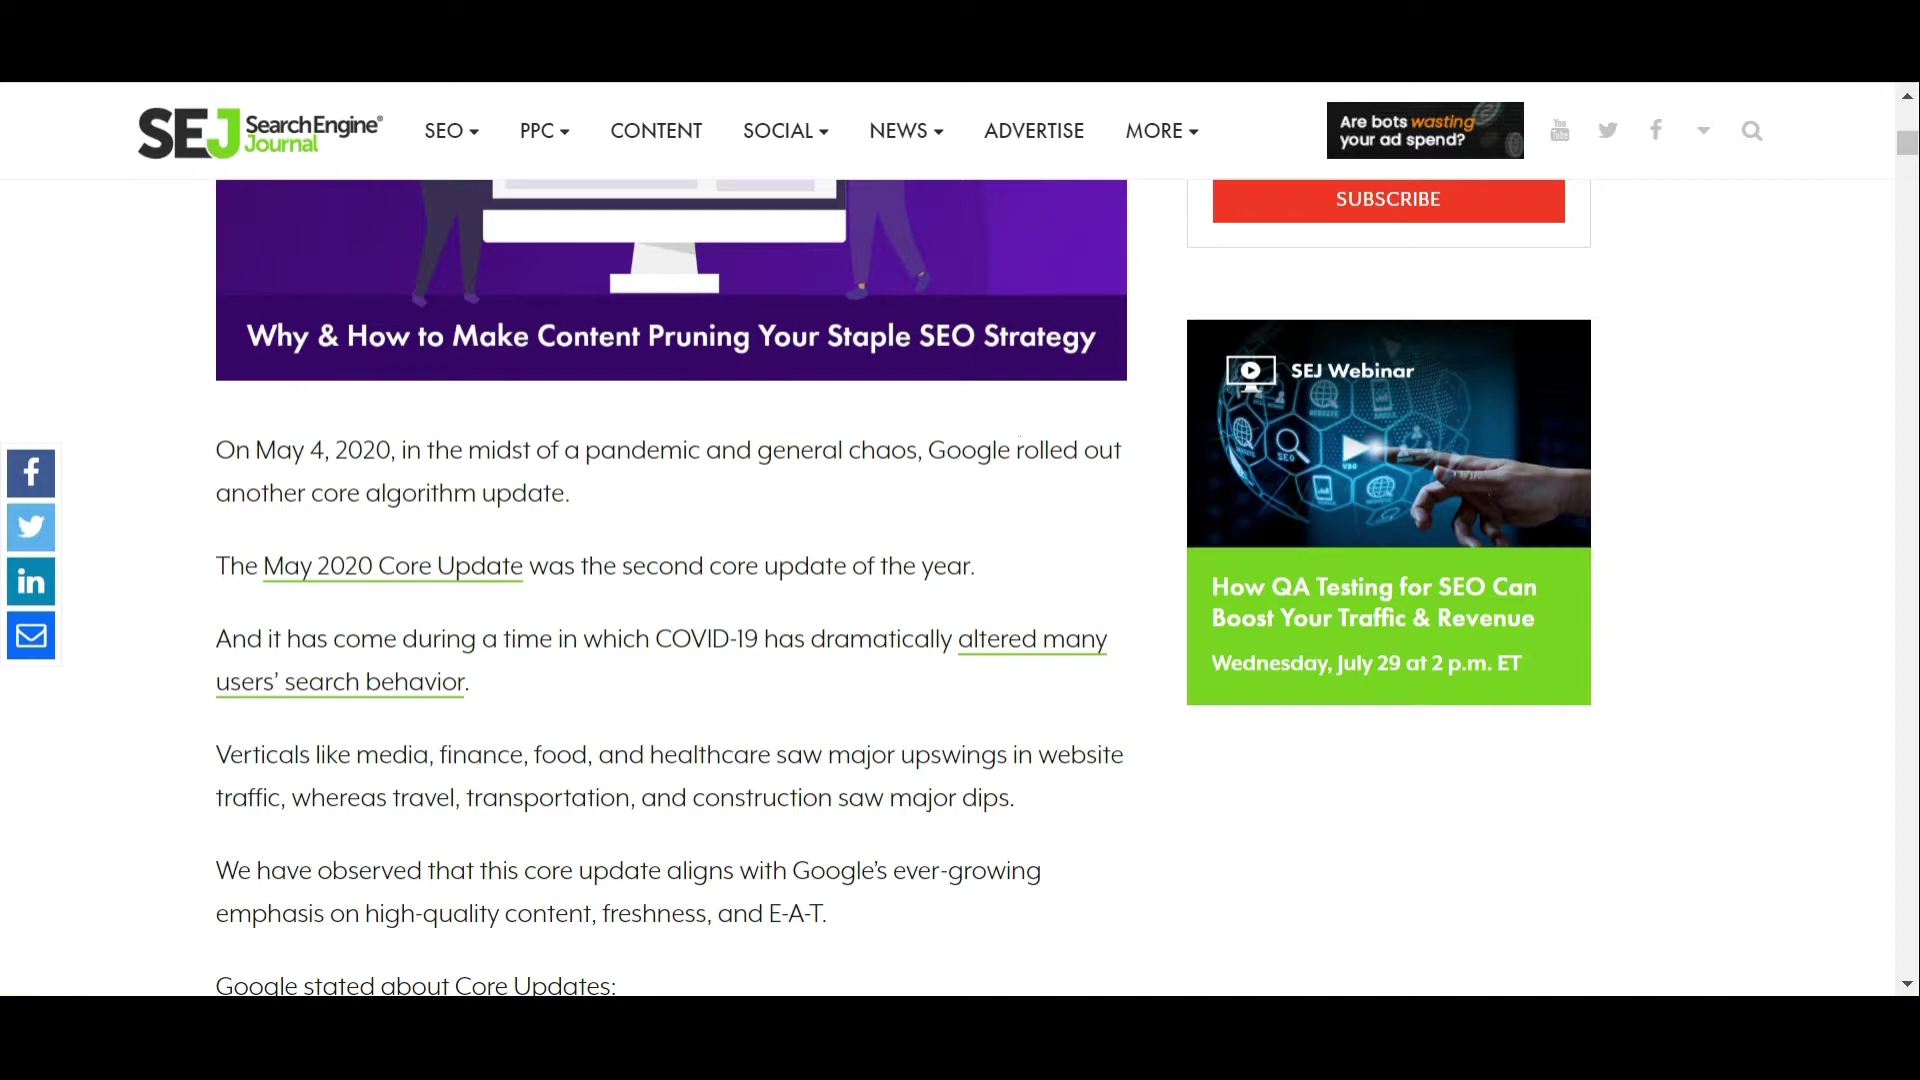 SEJ Search Engine Journal®
SEO PPC CONTENT SOCIAL NEWS ADVERTISE MORE
Are bots wasting
your ad spend?
You Tube
SUBSCRIBE
Why & How to Make Content Pruning Your Staple SEO Strategy
On May 4, 2020, in the midst of a pandemic and general chaos, Google rolled out
another core algorithm update.
The May 2020 Core Update was the second core update of the year.
And it has come during a time in which COVID-19 has dramatically altered many
users’ search behavior.
Verticals like media, finance, food, and healthcare saw major upswings in website
traffic, whereas travel, transportation, and construction saw major dips.
We have observed that this core update aligns with Google’s ever-growing
emphasis on high-quality content, freshness, and E-A-T.
Google stated about Core Updates:
SEJ Webinar
WEBSITE
SEO
How QA Testing for SEO Can
Boost Your Traffic & Revenue
Wednesday, July 29 at 2 p.m. ET